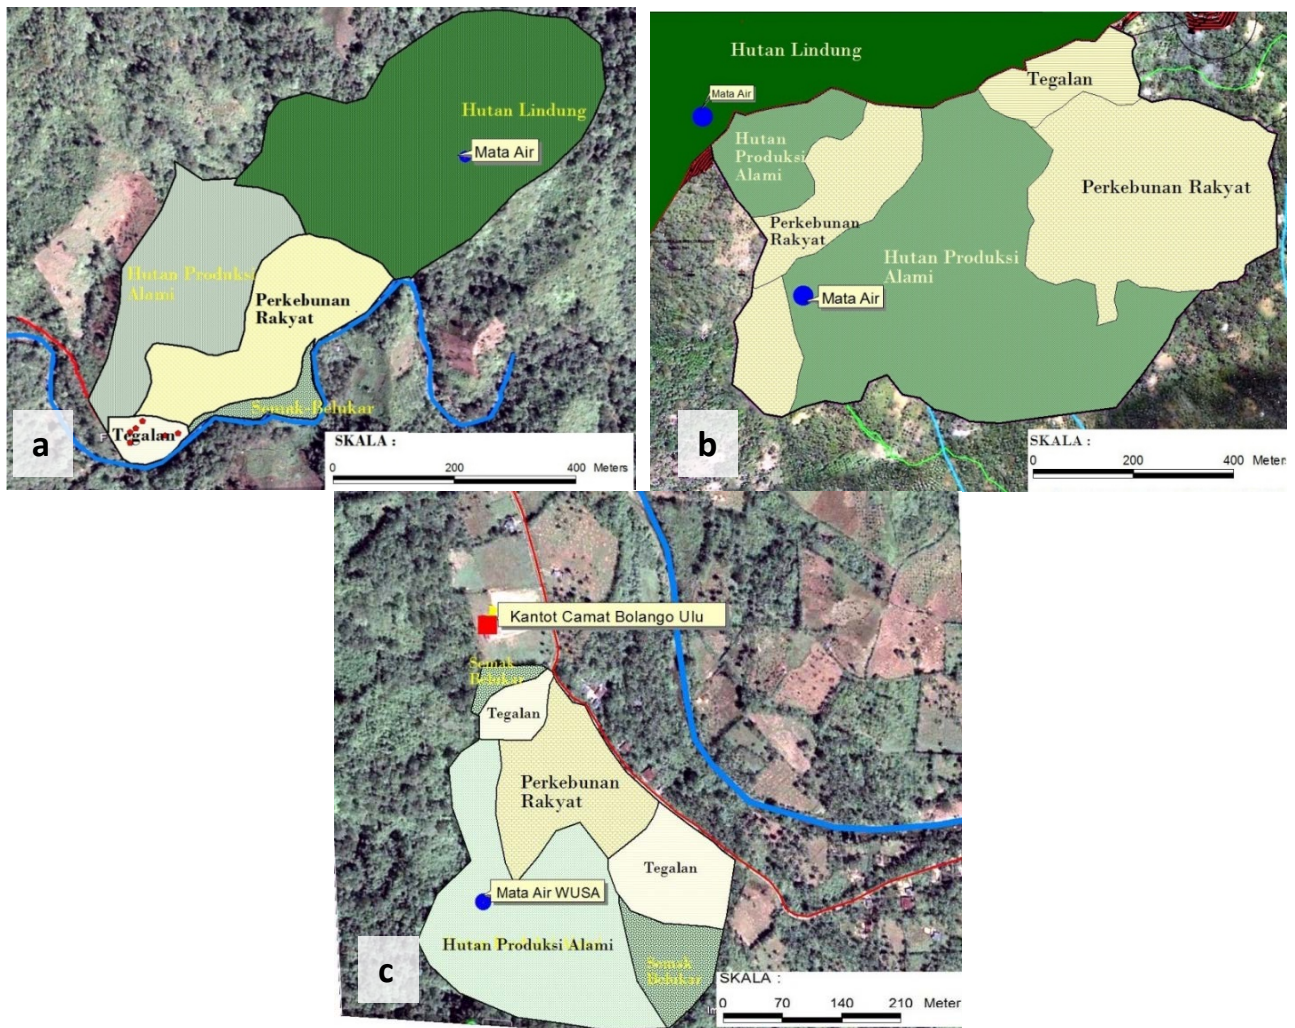 Hutan Lindung
Mata Air
Hutan Produksi
Alami
Perkebunan
Rakyat
Semak-Belukar
Tegalan
a
SKALA :
0 200 400 Meters
Hutan Lindung
Mata Air
Tegalan
Hutan
Produksi
Alami
Perkebunan Rakyat
Perkebunan
Rakyat
Hutan Produksi
Alami
Mata Air
b
SKALA :
0 200 400 Meters
Kantot Camat Bolango Ulu
Semak
Belukar
Tegalan
Perkebunan
Rakyat
Tegalan
Mata Air WUSA
Hutan Produksi Alami
Semak
Belukar
c
SKALA :
0 70 140 210 Meter